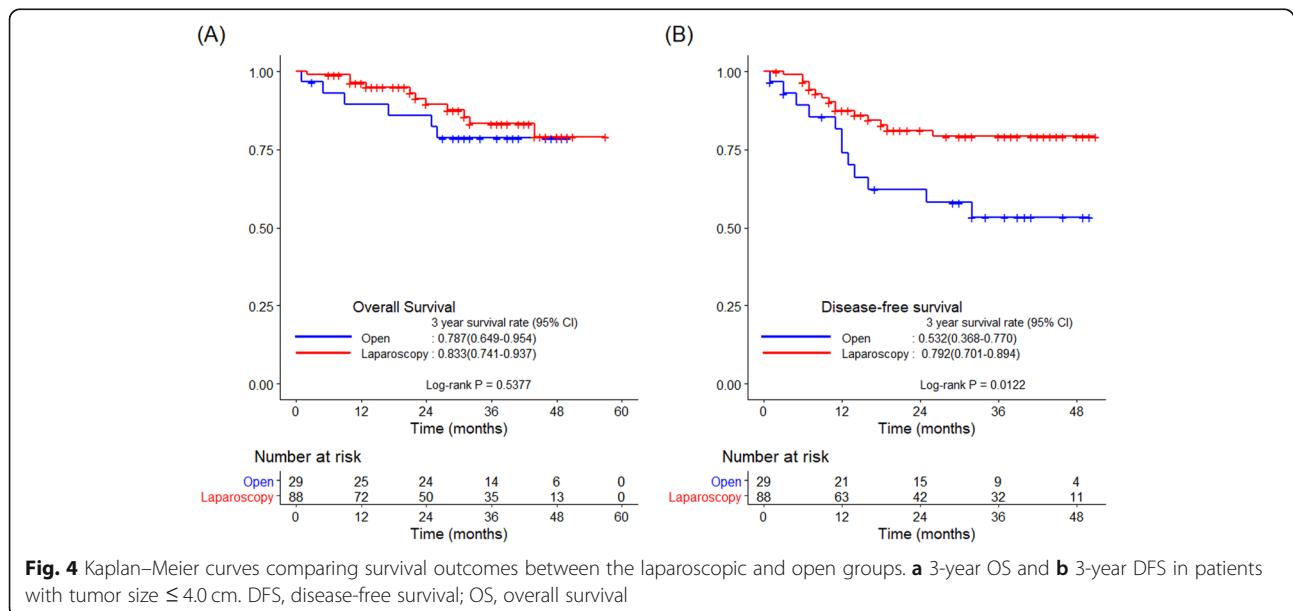 (A)
1.00
0.75
0.50
0.25
0.00
Overall Survival
3 year survival rate (95% CI)
Open : 0.787(0.649-0.954)
Laparoscopy : 0.833(0.741-0.937)
Log-rank P = 0.5377
0 12 24 36 48 60
Time (months)
Number at risk
Open 29 25 24 14 6 0
Laparoscopy 88 72 50 35 13 0
0 12 24 36 48 60
Time (months)
(B)
1.00
0.75
0.50
0.25
0.00
Disease-free survival
3 year survival rate (95% CI)
Open : 0.532(0.368-0.770)
Laparoscopy : 0.792(0.701-0.894)
Log-rank P = 0.0122
0 12 24 36 48
Time (months)
Number at risk
Open 29 21 15 9 4
Laparoscopy 88 63 42 32 11
0 12 24 36 48
Time (months)
Fig. 4 Kaplan–Meier curves comparing survival outcomes between the laparoscopic and open groups. a 3-year OS and b 3-year DFS in patients
with tumor size ≤ 4.0 cm. DFS, disease-free survival; OS, overall survival